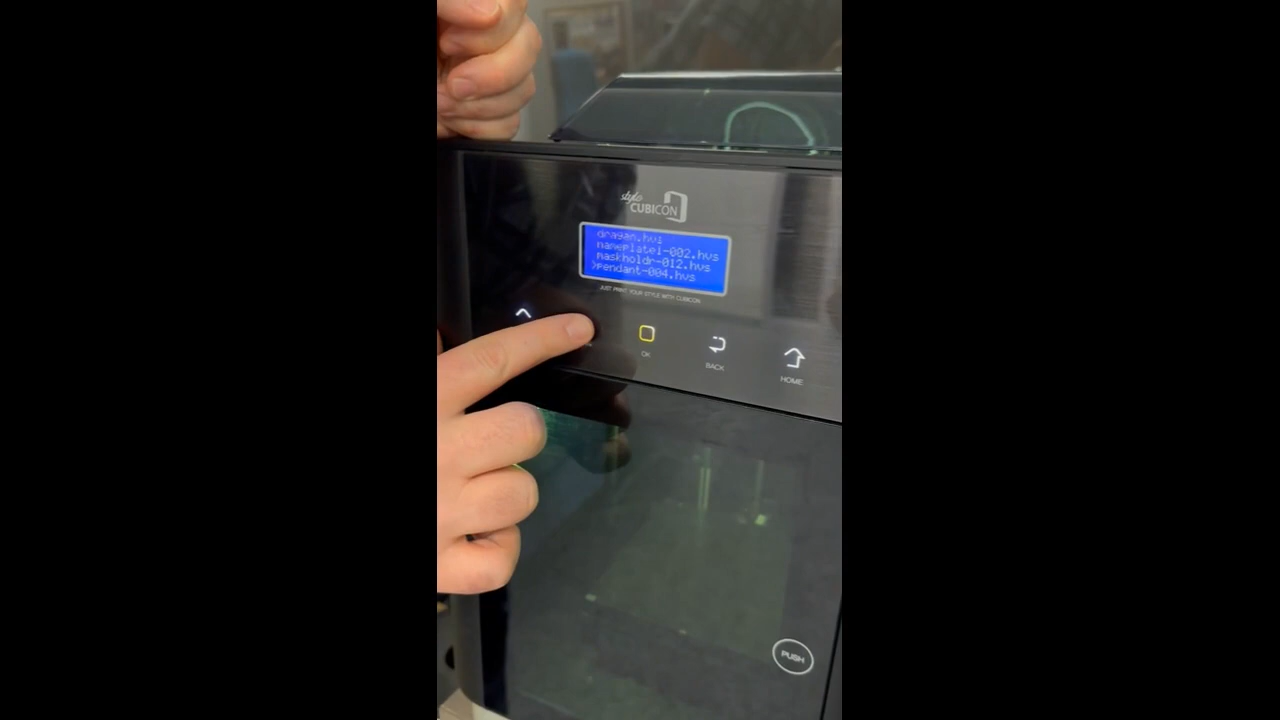 style
CUBICON
dragon.hvs
nameplate1-002.hvs
maskholdr-012.hvs
>pendant-004.hvs
JUST PRINT YOUR STYLE WITH CUBICON
OK
BACK
HOME
PUSH